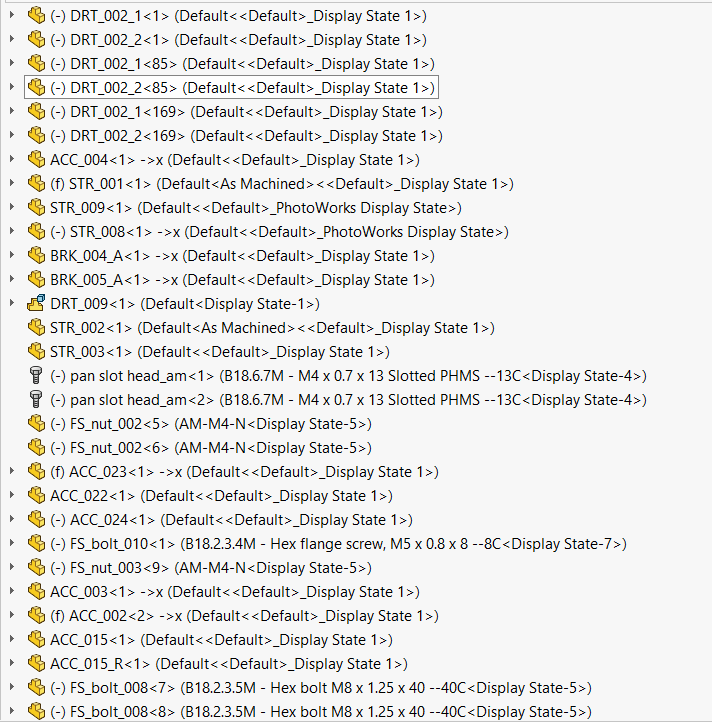 (-) DRT_002_1<1> (Default<<Default>_Display State 1>)
(-) DRT_002_2<1> (Default<<Default>_Display State 1>)
(-) DRT_002_1<85> (Default<<Default>_Display State 1>)
(-) DRT_002_2<85> (Default<<Default>_Display State 1>)
(-) DRT_002_1<169> (Default<<Default>_Display State 1>)
(-) DRT_002_2<169> (Default<<Default>_Display State 1>)
ACC_004<1> ->x (Default<<Default>_Display State 1>)
(f) STR_001<1> (Default<As Machined><<Default>_Display State 1>)
STR_009<1> (Default<<Default>_PhotoWorks Display State>)
(-) STR_008<1> ->x (Default<<Default>_PhotoWorks Display State>)
BRK_004_A<1> ->x (Default<<Default>_Display State 1>)
BRK_005_A<1> ->x (Default<<Default>_Display State 1>)
DRT_009<1> (Default<Display State-1>)
STR_002<1> (Default<As Machined><<Default>_Display State 1>)
STR_003<1> (Default<<Default>_Display State 1>)
(-) pan slot head_am<1> (B18.6.7M - M4 x 0.7 x 13 Slotted PHMS --13C<Display State-4>)
(-) pan slot head_am<2> (B18.6.7M - M4 x 0.7 x 13 Slotted PHMS --13C<Display State-4>)
(-) FS_nut_002<5> (AM-M4-N<Display State-5>)
(-) FS_nut_002<6> (AM-M4-N<Display State-5>)
(f) ACC_023<1> ->x (Default<<Default>_Display State 1>)
ACC_022<1> (Default<<Default>_Display State 1>)
(-) ACC_024<1> (Default<<Default>_Display State 1>)
(-) FS_bolt_010<1> (B18.2.3.4M - Hex flange screw, M5 x 0.8 x 8 --8C<Display State-7>)
(-) FS_nut_003<9> (AM-M4-N<Display State-5>)
ACC_003<1> ->x (Default<<Default>_Display State 1>)
(f) ACC_002<2> ->x (Default<<Default>_Display State 1>)
ACC_015<1> (Default<<Default>_Display State 1>)
ACC_015_R<1> (Default<<Default>_Display State 1>)
(-) FS_bolt_008<7> (B18.2.3.5M - Hex bolt M8 x 1.25 x 40 --40C<Display State-5>)
(-) FS_bolt_008<8> (B18.2.3.5M - Hex bolt M8 x 1.25 x 40 --40C<Display State-5>)